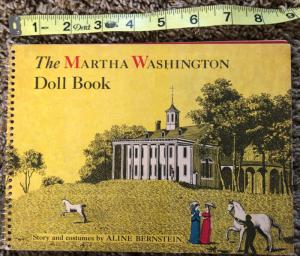 1 2 3 4 5 6 7 8 9
The MARTHA WASHINGTON
Doll Book
Story and costumes by ALINE BERNSTEIN